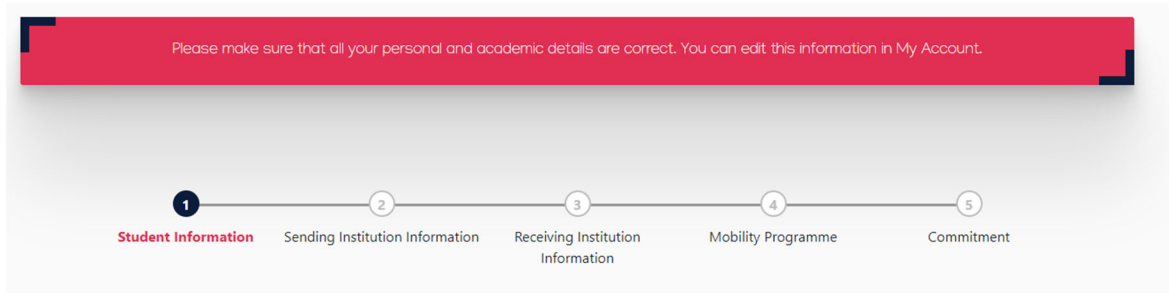 Please make sure that all your personal and academic details are correct. You can edit this information in My Account.
1
2
3
4
5
Student Information
Sending Institution Information
Receiving Institution
Information
Mobility Programme
Commitment